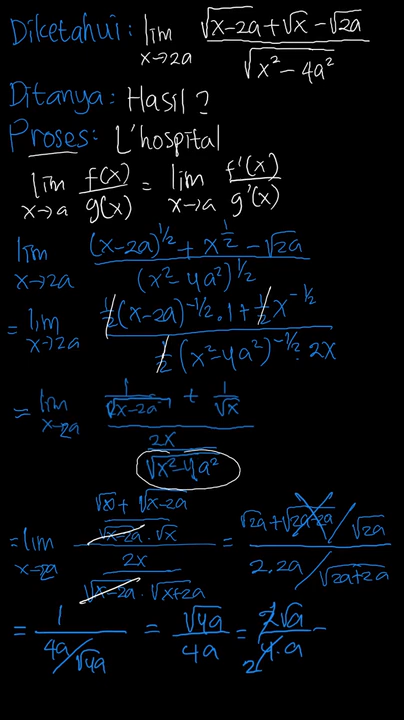 Diketahui: lim x→2a (√(x-2a) + √x - √(2a)) / √(x² - 4a²)
Ditanya: Hasil?
Proses: L'hospital
lim x→a f(x)/g(x) = lim x→a f'(x)/g'(x)
lim x→2a ((x-2a)^(1/2) + x^(1/2) - √(2a)) / (x²-4a²)^(1/2)
= lim x→2a (1/2 (x-2a)^(-1/2) · 1 + 1/2 x^(-1/2)) / (1/2 (x²-4a²)^(-1/2) · 2x)
= lim x→2a (1/√(x-2a) + 1/√x) / (2x/√(x²-4a²))
= lim x→2a ((√x + √(x-2a)) / (√(x-2a) · √x)) / (2x / (√(x-2a) · √(x+2a))) = ((√(2a) + √(2a-2a)) / √(2a)) / (2.2a / √(2a+2a))
= 1 / (4a/√(4a)) = √(4a)/4a = 2√a / 4·a = 2